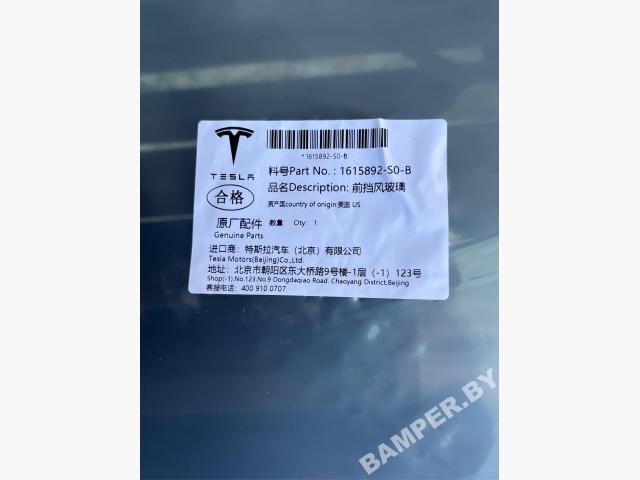 TESLA
合格
原厂配件
Genuine Parts
*1615892-S0-B
料号Part No.: 1615892-S0-B
品名Description: 前挡风玻璃
原产国country of origin:美国 US
数量 Qty: 1
进口商: 特斯拉汽车（北京）有限公司
Tesla Motors(Beijing)Co.,Ltd.
地址: 北京市朝阳区东大桥路9号楼-1层（-1）123号
Shop(-1).No.123.No.9 Dongdaqiao Road. Chaoyang District,Beijing
客服电话: 400 910 0707
BAMPER.BY